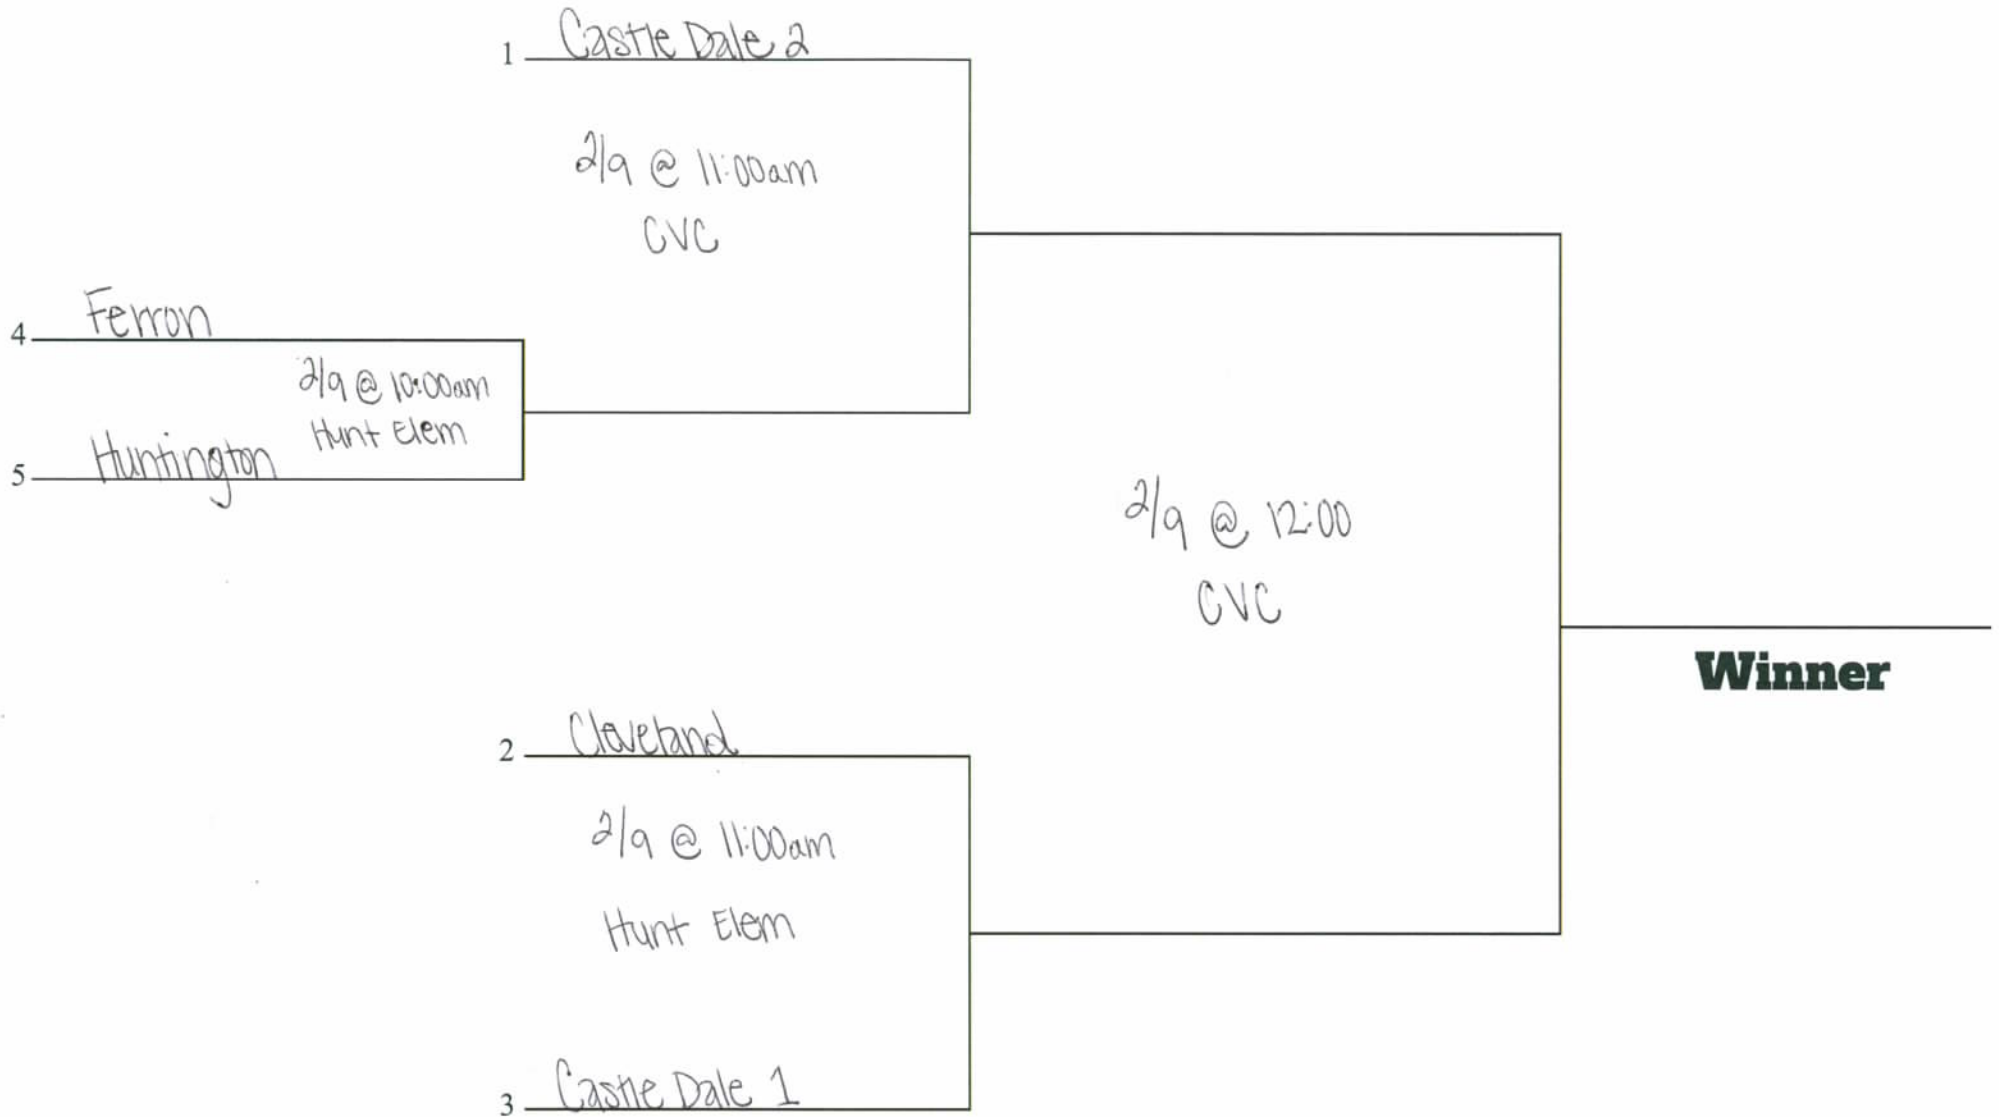 1 Castle Dale 2
2/9 @ 11:00am
CVC
4 Ferron
2/9 @ 10:00am
Hunt Elem
5 Huntington
2/9 @ 12:00
CVC
Winner
2 Cleveland
2/9 @ 11:00am
Hunt Elem
3 Castle Dale 1